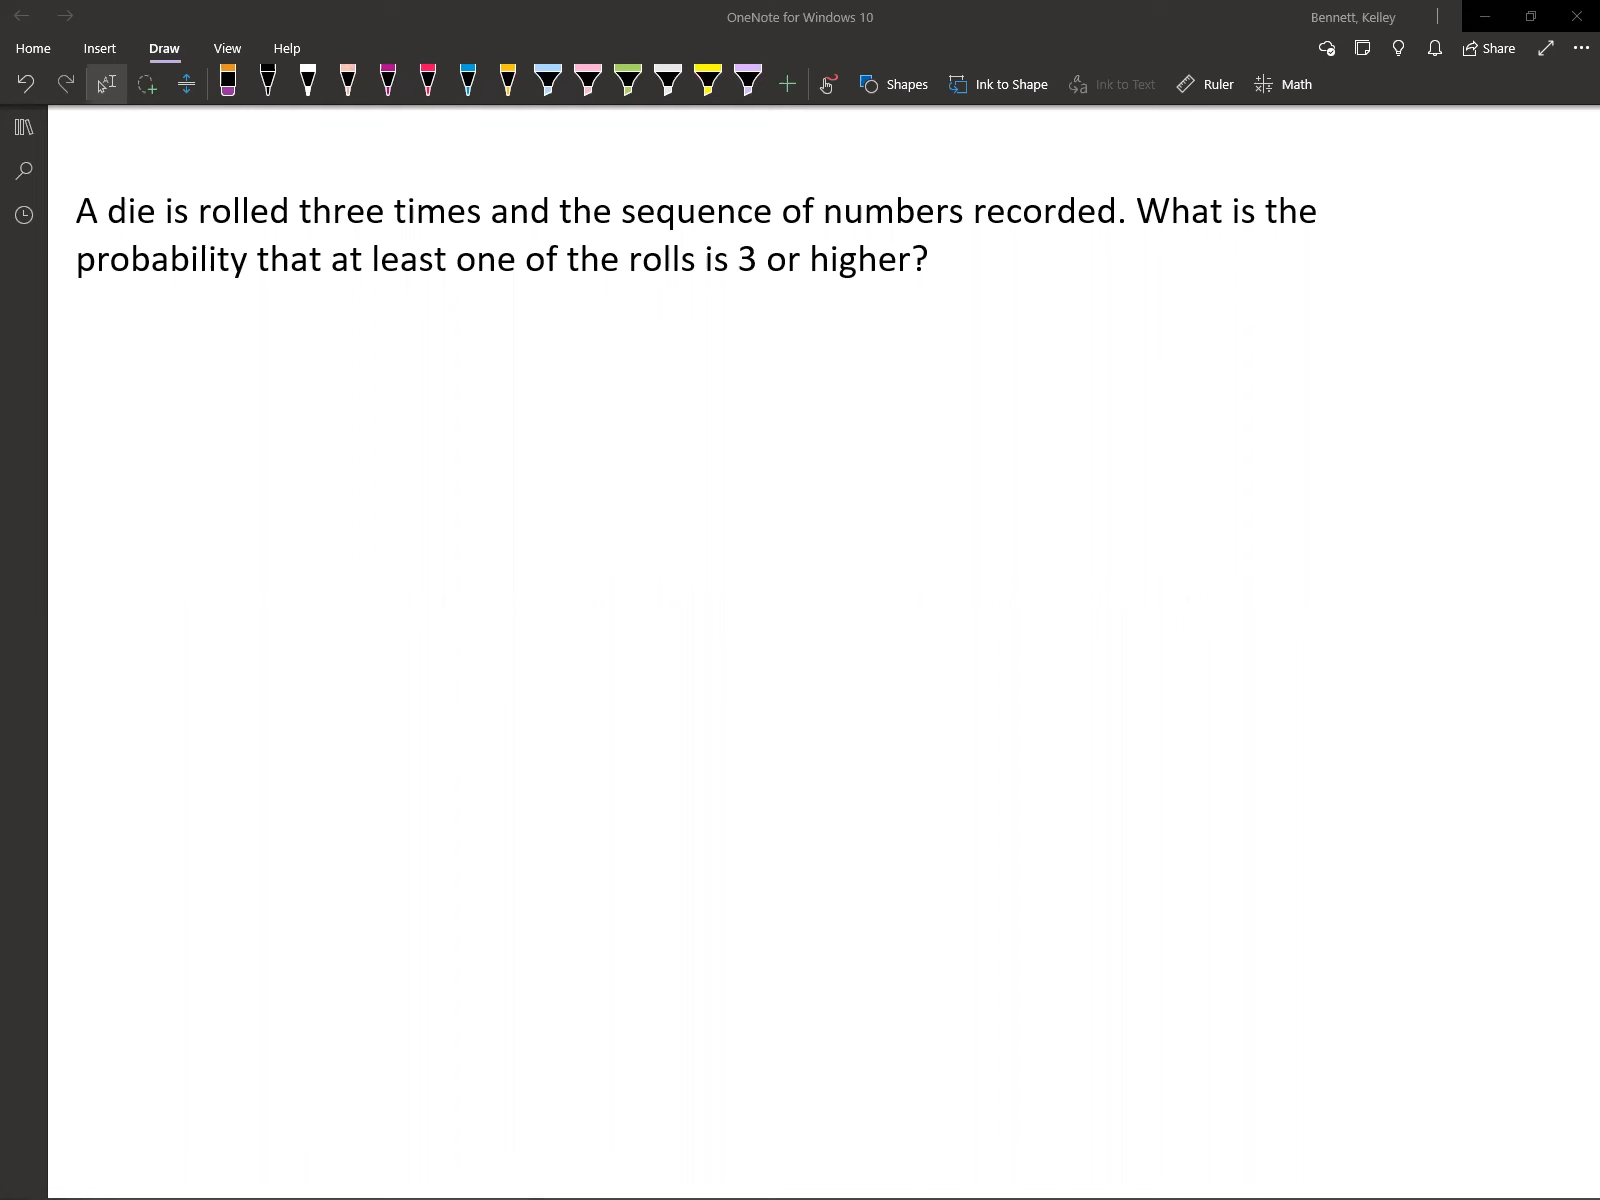 OneNote for Windows 10
Bennett, Kelley
Home Insert Draw View Help
Share
Shapes Ink to Shape Ink to Text Ruler Math
A die is rolled three times and the sequence of numbers recorded. What is the
probability that at least one of the rolls is 3 or higher?